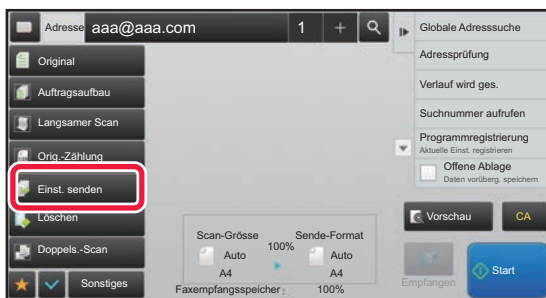 Adresse aaa@aaa.com 1 +
Original
Auftragsaufbau
Langsamer Scan
Orig.-Zählung
Einst. senden
Löschen
Doppels.-Scan
Sonstiges
Scan-Grösse
Auto
A4
100%
Sende-Format
Auto
A4
Faxempfangsspeicher : 100%
Globale Adresssuche
Adressprüfung
Verlauf wird ges.
Suchnummer aufrufen
Programmregistrierung
Aktuelle Einst. registrieren
Offene Ablage
Daten vorüberg. speichern
Vorschau
CA
Empfangen
Start